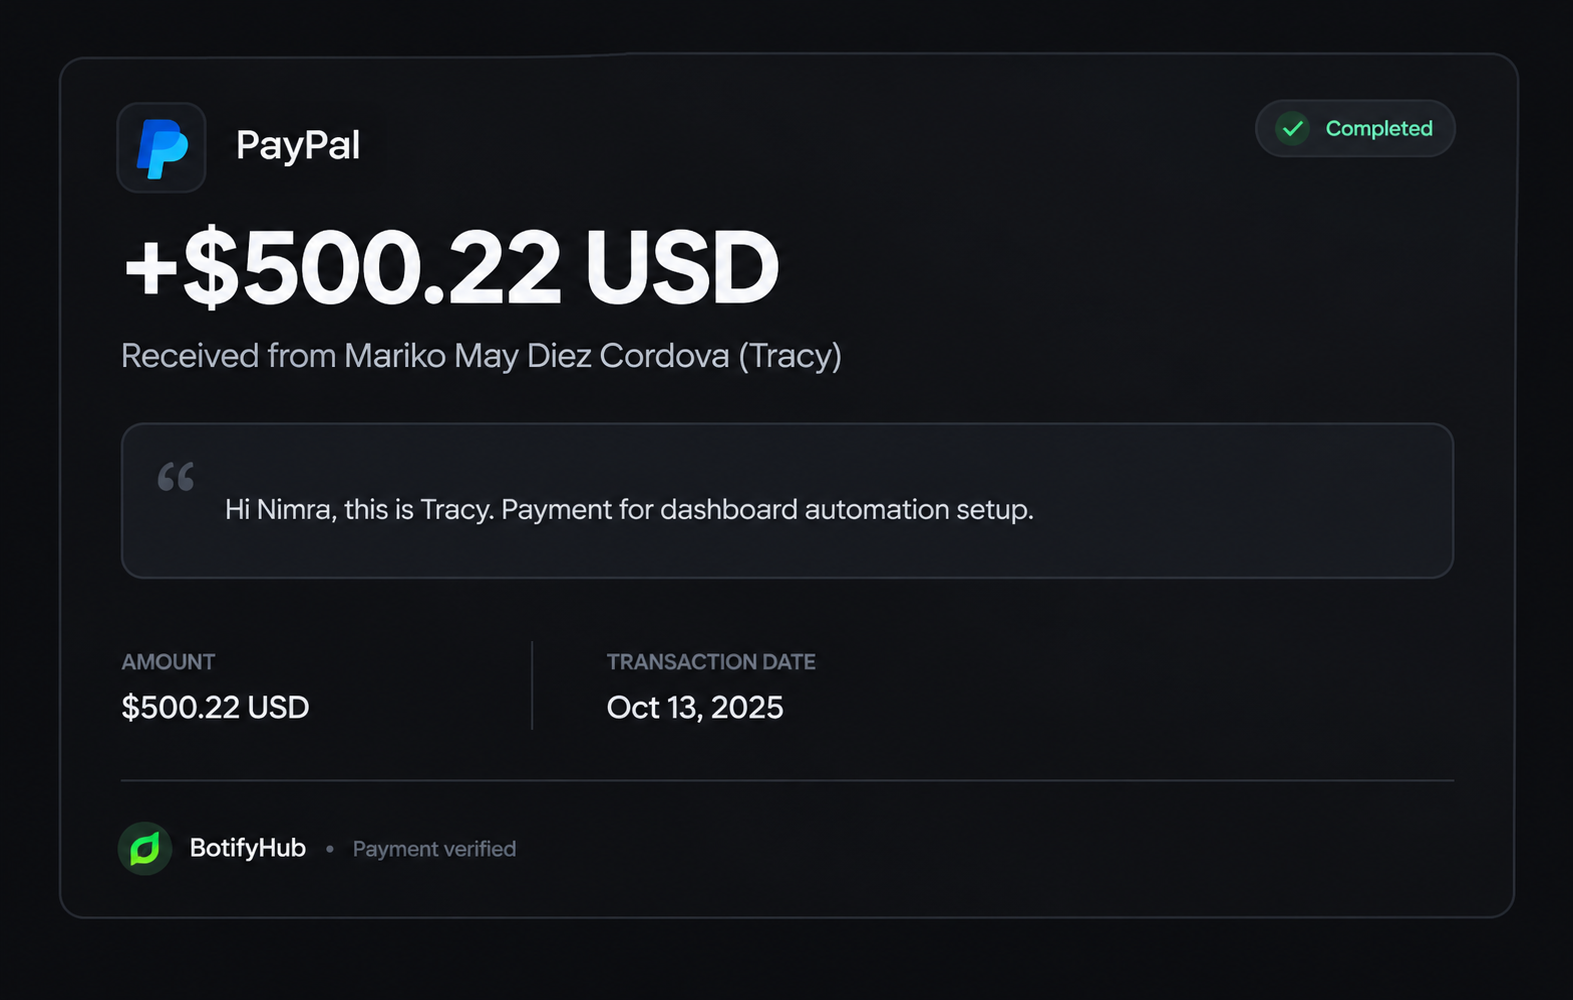 PayPal
Completed
+$500.22 USD
Received from Mariko May Diez Cordova (Tracy)
“
Hi Nimra, this is Tracy. Payment for dashboard automation setup.
AMOUNT
$500.22 USD
TRANSACTION DATE
Oct 13, 2025
BotifyHub • Payment verified